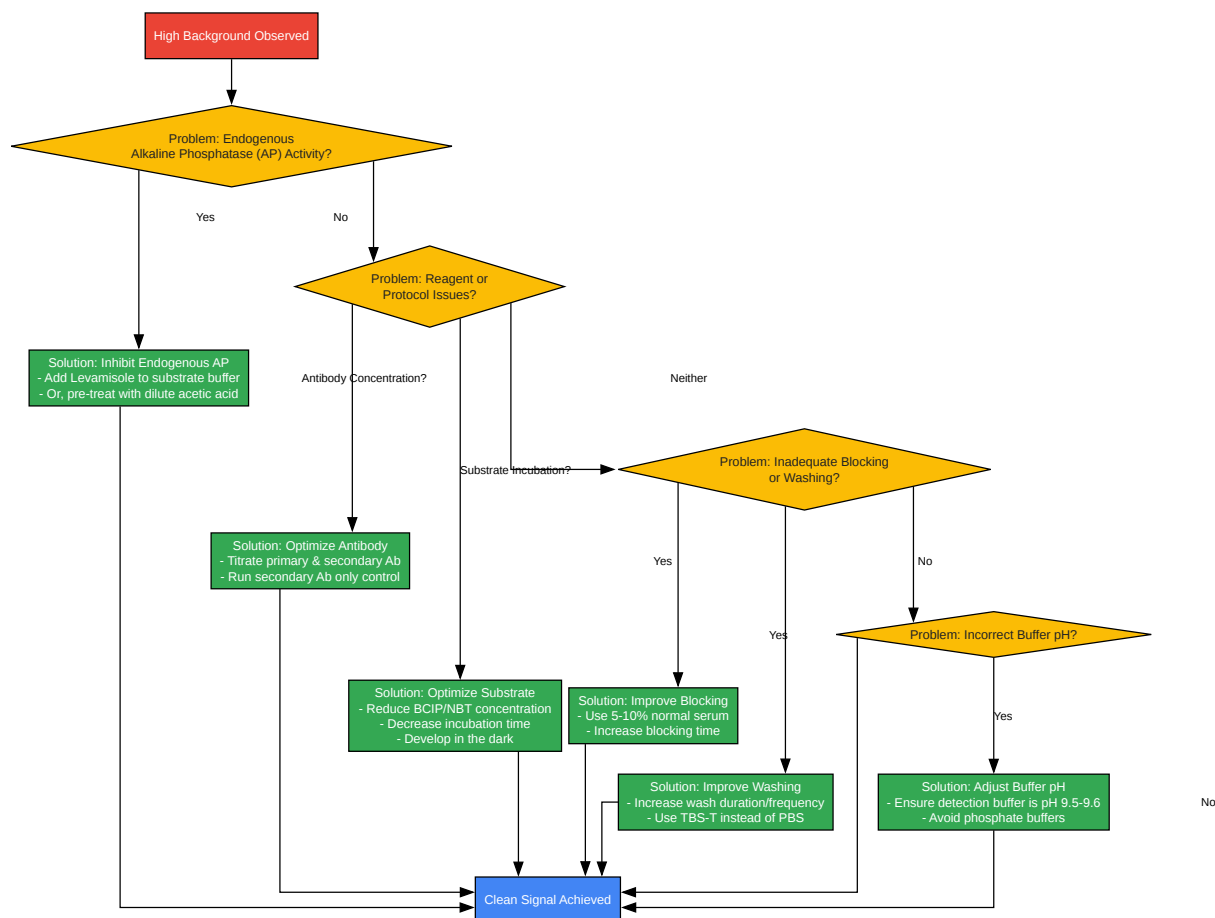 High Background Observed
Problem: Endogenous
Alkaline Phosphatase (AP) Activity?
Yes
No
Problem: Reagent or
Protocol Issues?
Solution: Inhibit Endogenous AP
- Add Levamisole to substrate buffer
- Or, pre-treat with dilute acetic acid
Antibody Concentration?
Neither
Substrate Incubation?
Problem: Inadequate Blocking
or Washing?
Solution: Optimize Antibody
- Titrate primary & secondary Ab
- Run secondary Ab only control
Yes
No
Yes
Problem: Incorrect Buffer pH?
Solution: Optimize Substrate
- Reduce BCIP/NBT concentration
- Decrease incubation time
- Develop in the dark
Solution: Improve Blocking
- Use 5-10% normal serum
- Increase blocking time
Yes
Solution: Improve Washing
- Increase wash duration/frequency
- Use TBS-T instead of PBS
Solution: Adjust Buffer pH
- Ensure detection buffer is pH 9.5-9.6
- Avoid phosphate buffers
No
Clean Signal Achieved